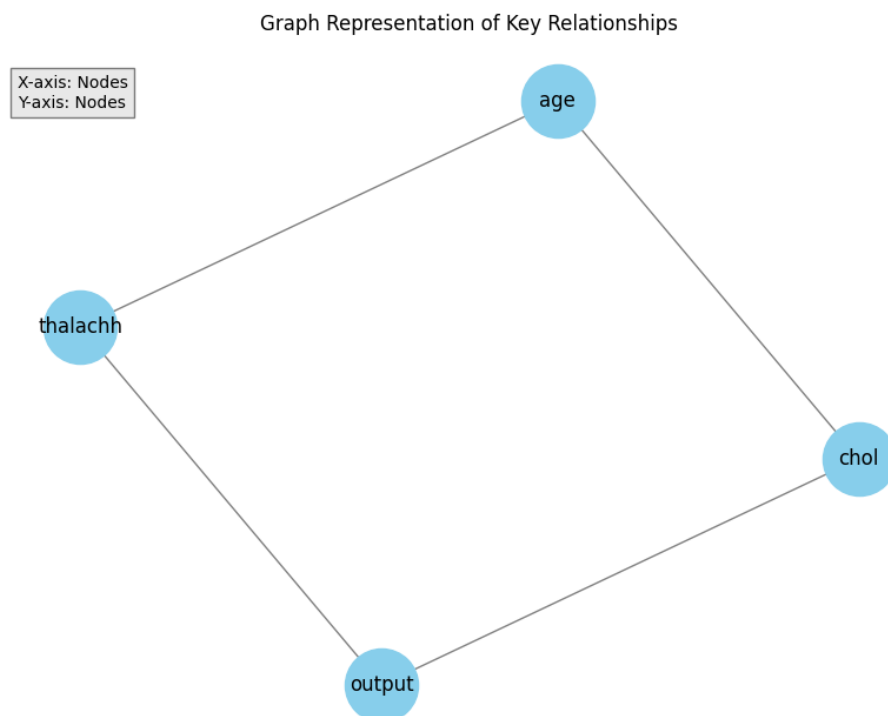 Graph Representation of Key Relationships
X-axis: Nodes
Y-axis: Nodes
age
thalachh
chol
output